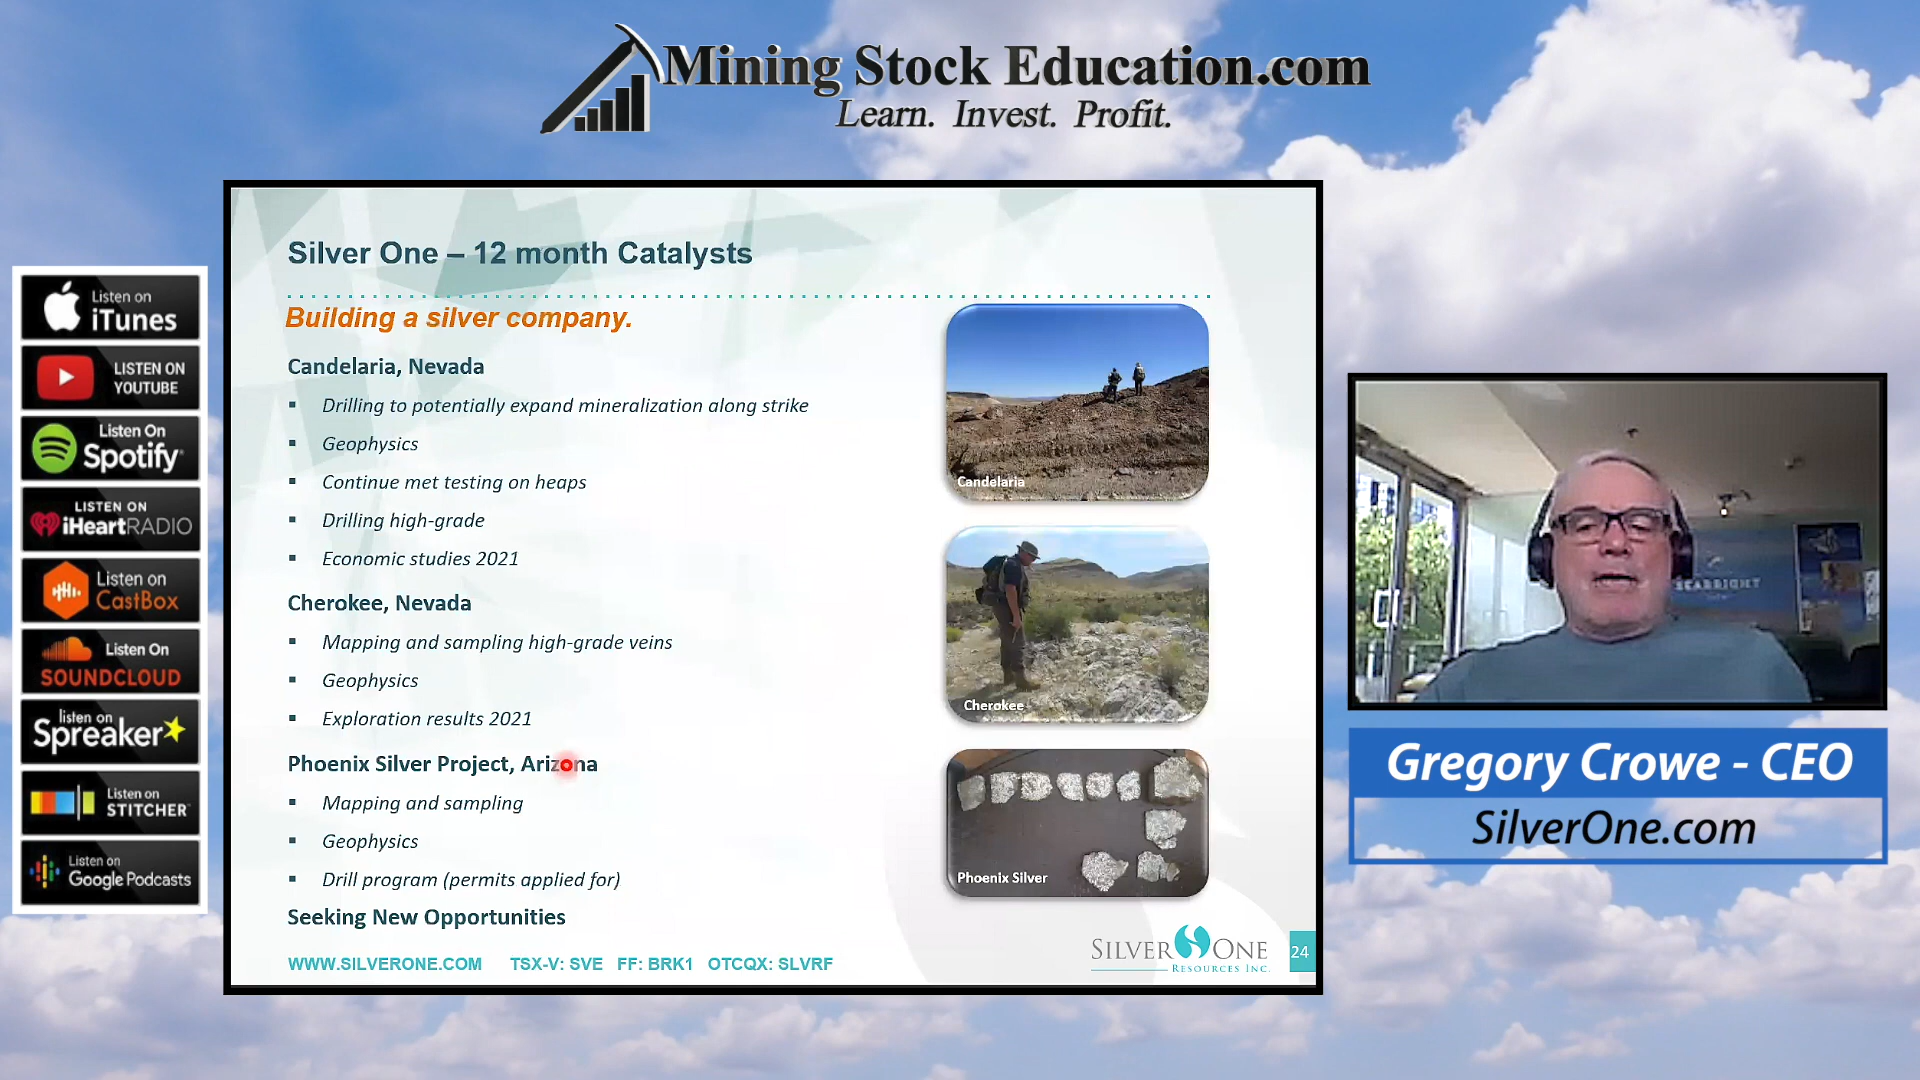 Mining Stock Education.com
Learn. Invest. Profit.
Listen on
iTunes
LISTEN ON
YOUTUBE
Listen On
Spotify
LISTEN ON
iHeartRADIO
Listen on
CastBox
Listen On
SOUNDCLOUD
listen on
Spreaker
Listen on
STITCHER
Listen on
Google Podcasts
Silver One – 12 month Catalysts
Building a silver company.
Candelaria, Nevada
▪ Drilling to potentially expand mineralization along strike
▪ Geophysics
▪ Continue met testing on heaps
▪ Drilling high-grade
▪ Economic studies 2021
Cherokee, Nevada
▪ Mapping and sampling high-grade veins
▪ Geophysics
▪ Exploration results 2021
Phoenix Silver Project, Arizona
▪ Mapping and sampling
▪ Geophysics
▪ Drill program (permits applied for)
Seeking New Opportunities
WWW.SILVERONE.COM TSX-V: SVE FF: BRK1 OTCQX: SLVRF
Candelaria
Cherokee
Phoenix Silver
SILVER ONE
RESOURCES INC.
24
SEABRIGHT
Gregory Crowe - CEO
SilverOne.com